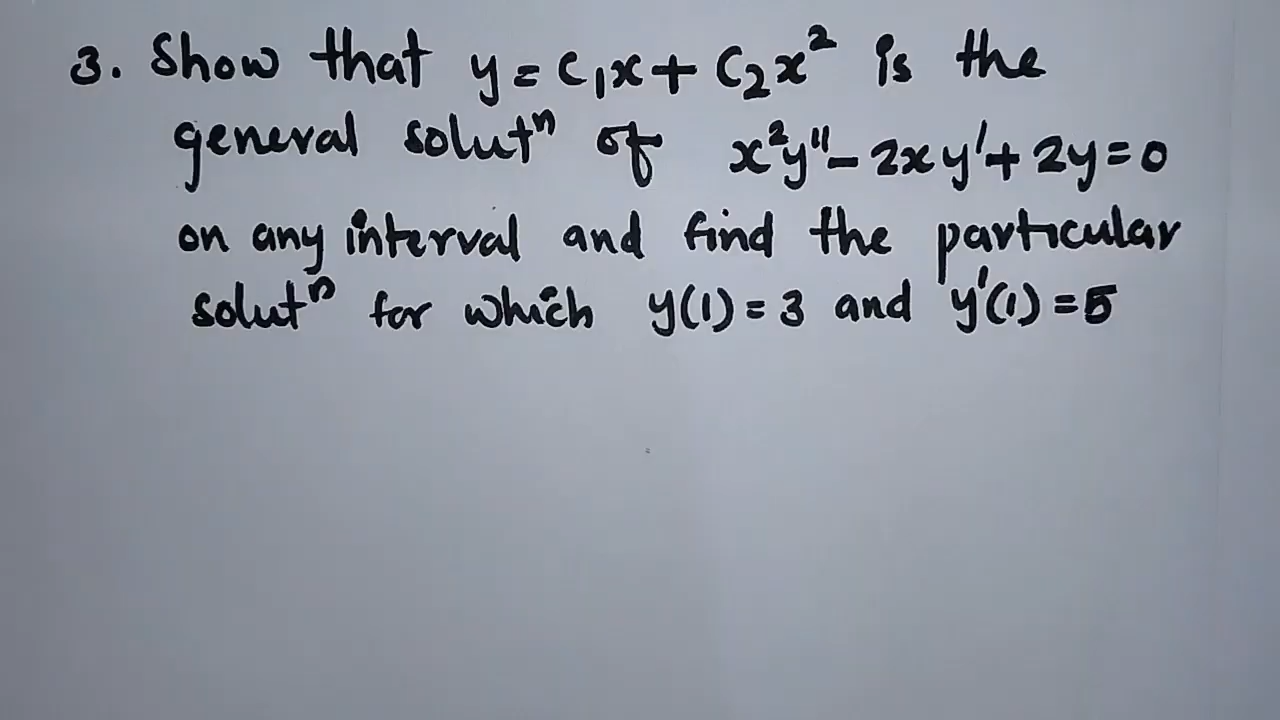 3. Show that y = c₁x + c₂x² is the
general solutⁿ of x²y" - 2xy' + 2y = 0
on any interval and find the particular
solutⁿ for which y(1) = 3 and y'(1) = 5